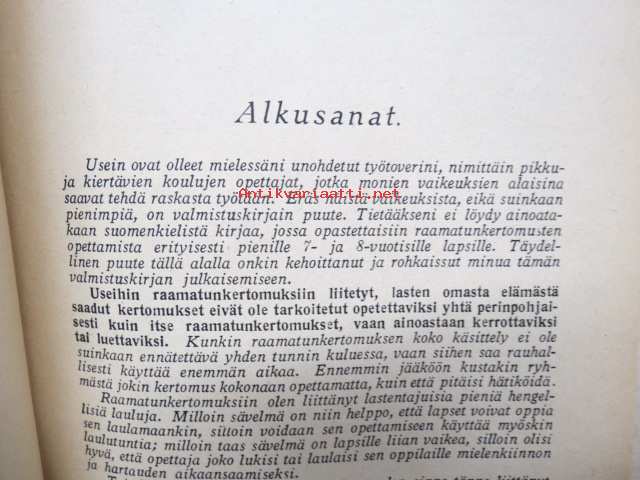 Alkusanat.
Antikvariaatti.fi
Usein ovat olleet mielessäni unohdetut työtoverini, nimittäin pikku-
ja kiertävien koulujen opettajat, jotka monien vaikeuksien alaisina
www.antikvariaatti.net
saavat tehdä raskasta työtään. Eräs näistä vaikeuksista, eikä suinkaan
pienimpiä, on valmistuskirjain puute. Tietääkseni ei löydy ainoata-
kaan suomenkielistä kirjaa, jossa opastettaisiin raamatunkertomusten
opettamista erityisesti pienille 7- ja 8-vuotisille lapsille. Täydel-
linen puute tällä alalla onkin kehoittanut ja rohkaissut minua tämän
valmistuskirjan julkaisemiseen.
Useihin raamatunkertomuksiin liitetyt, lasten omasta elämästä
saadut kertomukset eivät ole tarkoitetut opetettaviksi yhtä perinpohjai-
sesti kuin itse raamatunkertomukset, vaan ainoastaan kerrottaviksi
tai luettaviksi. Kunkin raamatunkertomuksen koko käsittely ei ole
suinkaan ennätettävä yhden tunnin kuluessa, vaan siihen saa rauhal-
lisesti käyttää enemmän aikaa. Ennemmin jääköön kustakin ryh-
mästä jokin kertomus kokonaan opettamatta, kuin että pitäisi hätiköidä.
Raamatunkertomuksiin olen liittänyt lastentajuisia pieniä hengel-
lisiä lauluja. Milloin sävelmä on niin helppo, että lapset voivat oppia
sen laulamaankin, silloin voidaan sen opettamiseen käyttää myöskin
laulutuntia; milloin taas sävelmä on lapsille liian vaikea, silloin olisi
hyvä, että opettaja joko lukisi tai laulaisi sen oppilaille mielenkiinnon
ja hartauden aikaansaamiseksi.